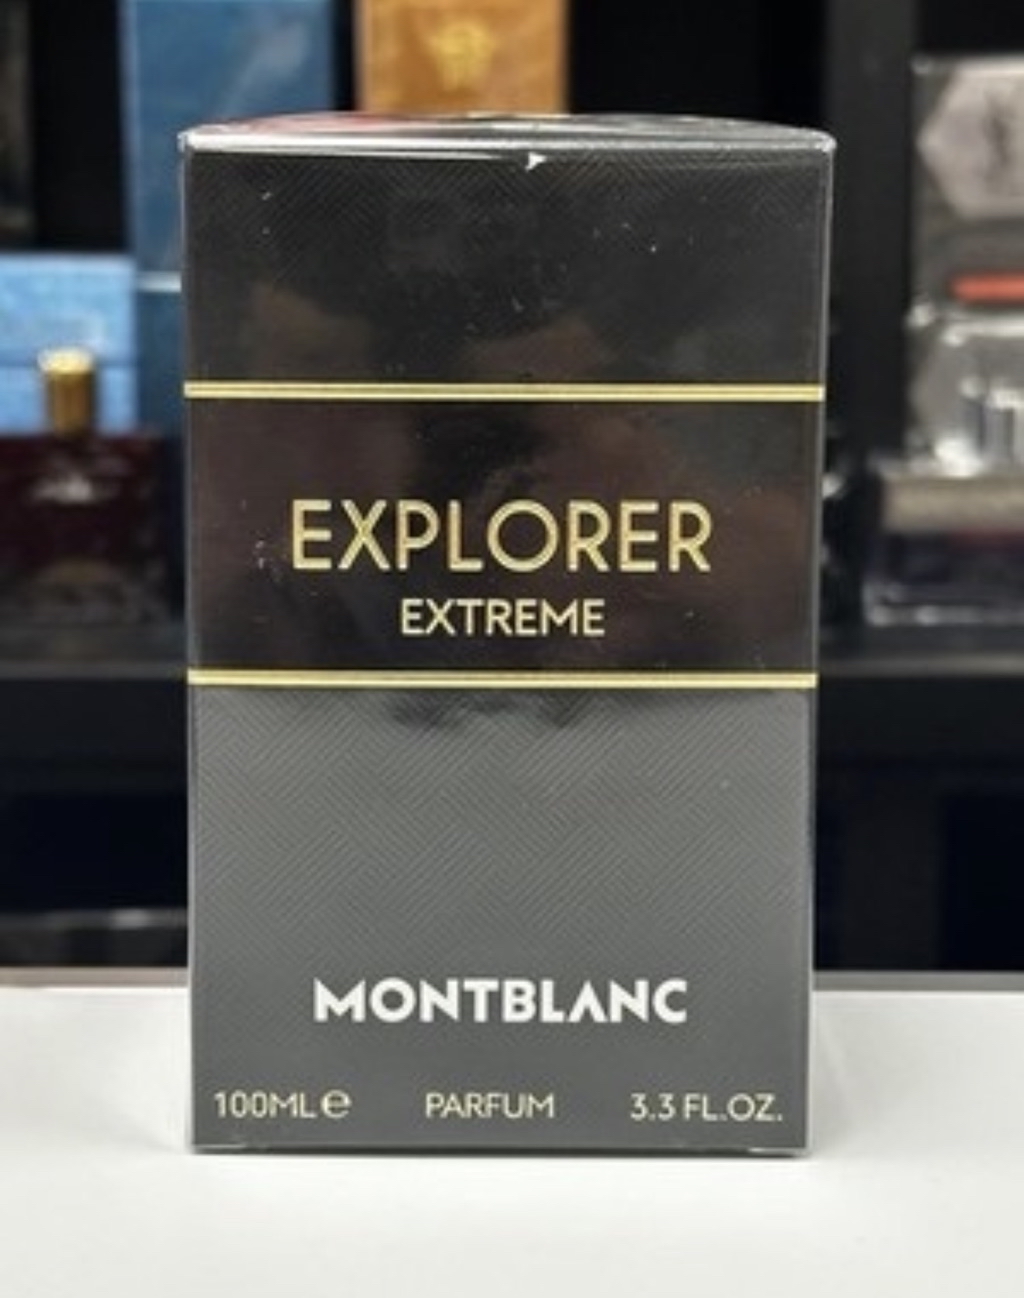 EXPLORER
EXTREME
MONTBLANC
100ML℮ PARFUM 3.3 FL.OZ.